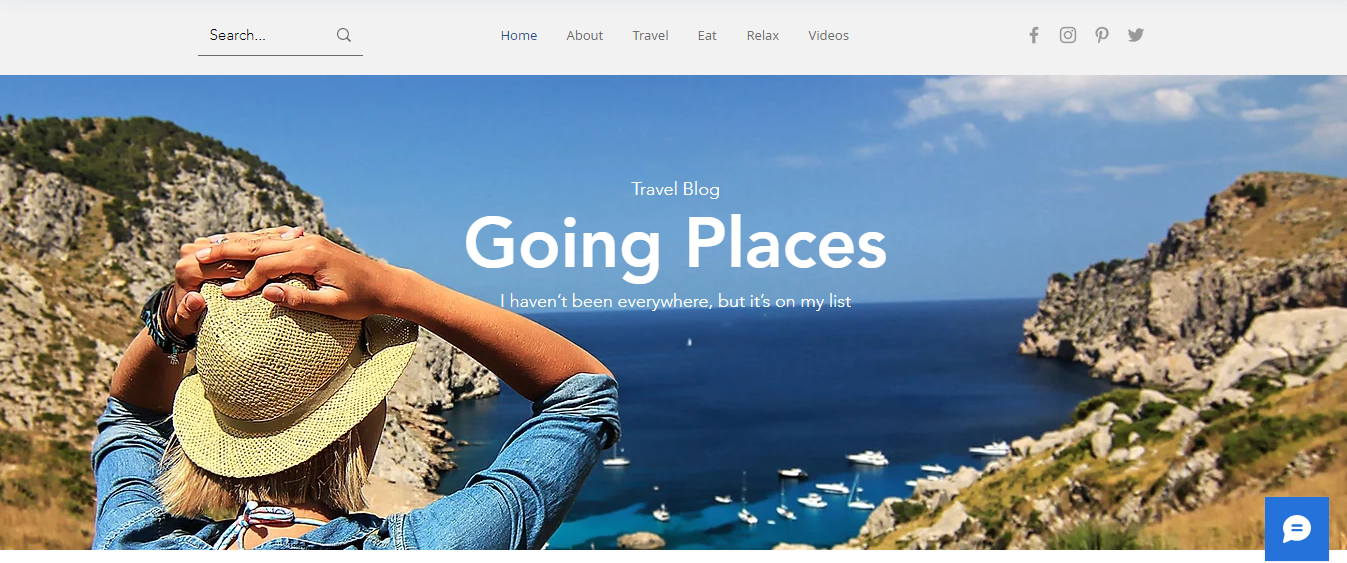 Search...
Home About Travel Eat Relax Videos
Travel Blog
Going Places
I haven't been everywhere, but it's on my list